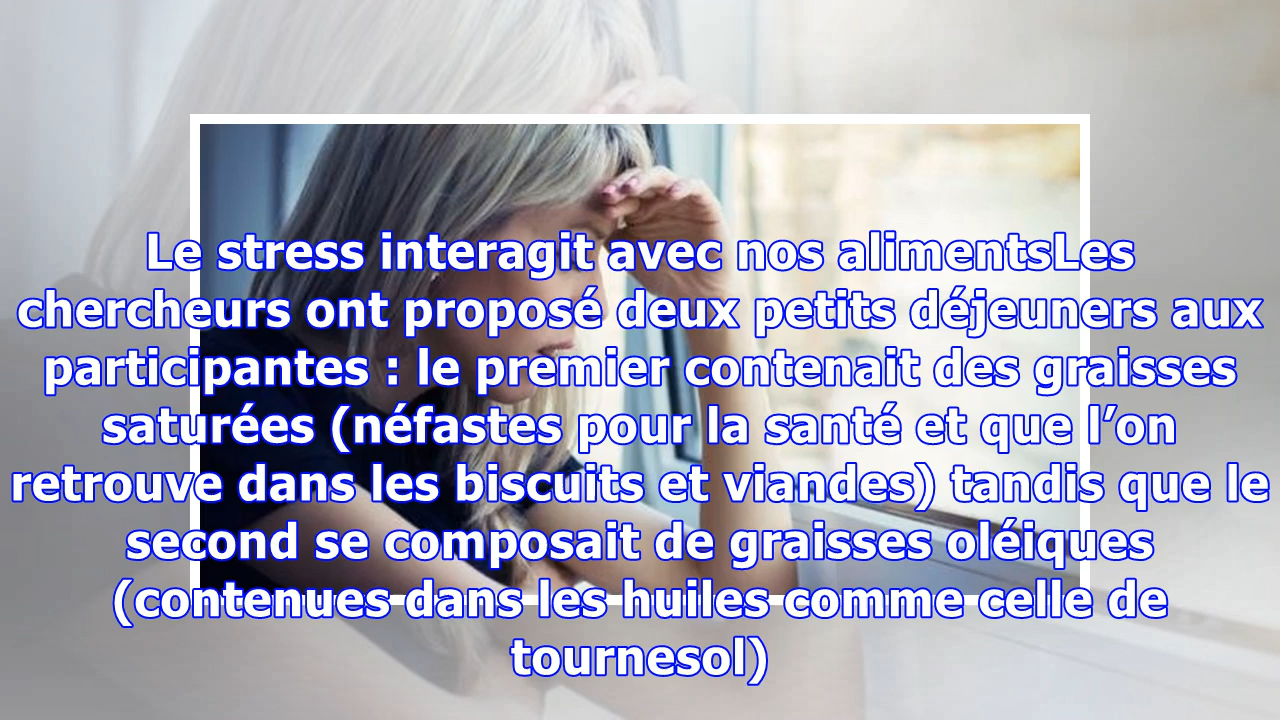 Le stress interagit avec nos alimentsLes
chercheurs ont proposé deux petits déjeuners aux
participantes : le premier contenait des graisses
saturées (néfastes pour la santé et que l’on
retrouve dans les biscuits et viandes) tandis que le
second se composait de graisses oléiques
(contenues dans les huiles comme celle de
tournesol)